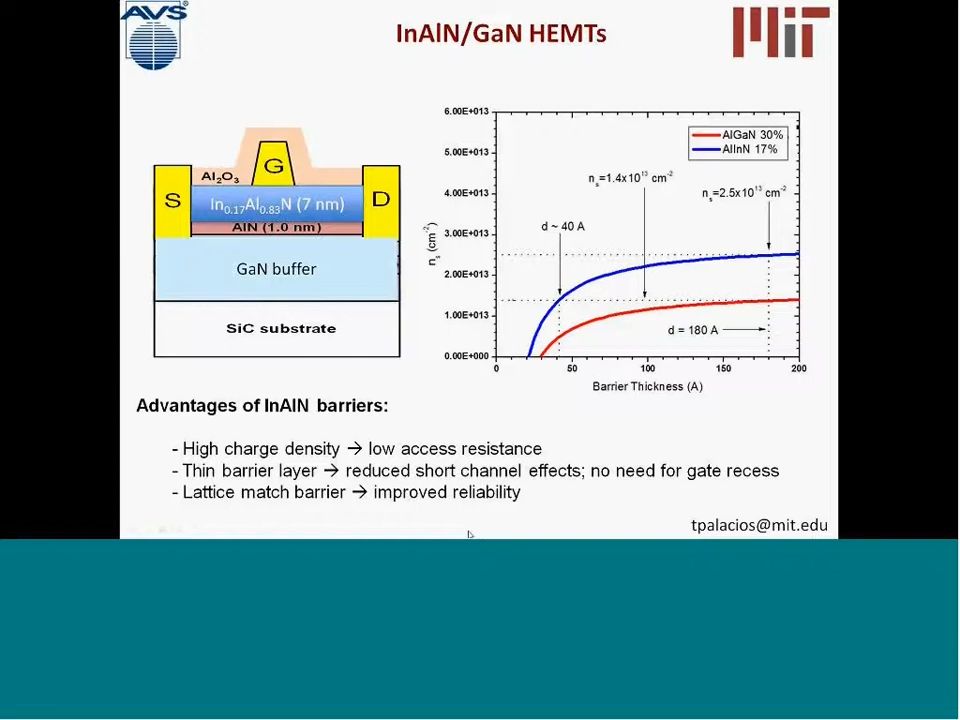 AVS®
InAlN/GaN HEMTs
MIT
Al2O3
G
S
D
In0.17Al0.83N (7 nm)
AlN (1.0 nm)
GaN buffer
SiC substrate
6.00E+013
5.00E+013
4.00E+013
3.00E+013
2.00E+013
1.00E+013
0.00E+000
ns (cm-2)
AlGaN 30%
AlInN 17%
ns=1.4x10^13 cm-2
ns=2.5x10^13 cm-2
d ~ 40 A
d = 180 A
0 50 100 150 200
Barrier Thickness (A)
Advantages of InAlN barriers:
- High charge density → low access resistance
- Thin barrier layer → reduced short channel effects; no need for gate recess
- Lattice match barrier → improved reliability
tpalacios@mit.edu